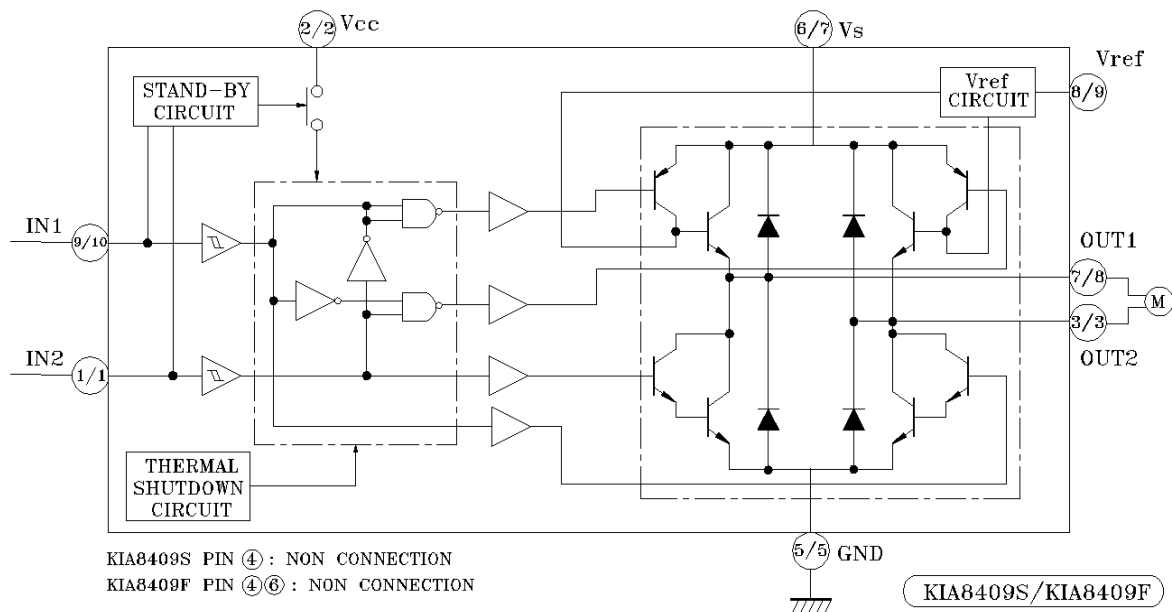 2/2 Vcc
6/7 Vs
Vref
8/9
STAND-BY
CIRCUIT
Vref
CIRCUIT
IN1
9/10
OUT1
7/8
M
3/3
OUT2
IN2
1/1
THERMAL
SHUTDOWN
CIRCUIT
5/5 GND
KIA8409S PIN ④ : NON CONNECTION
KIA8409F PIN ④⑥ : NON CONNECTION
KIA8409S/KIA8409F